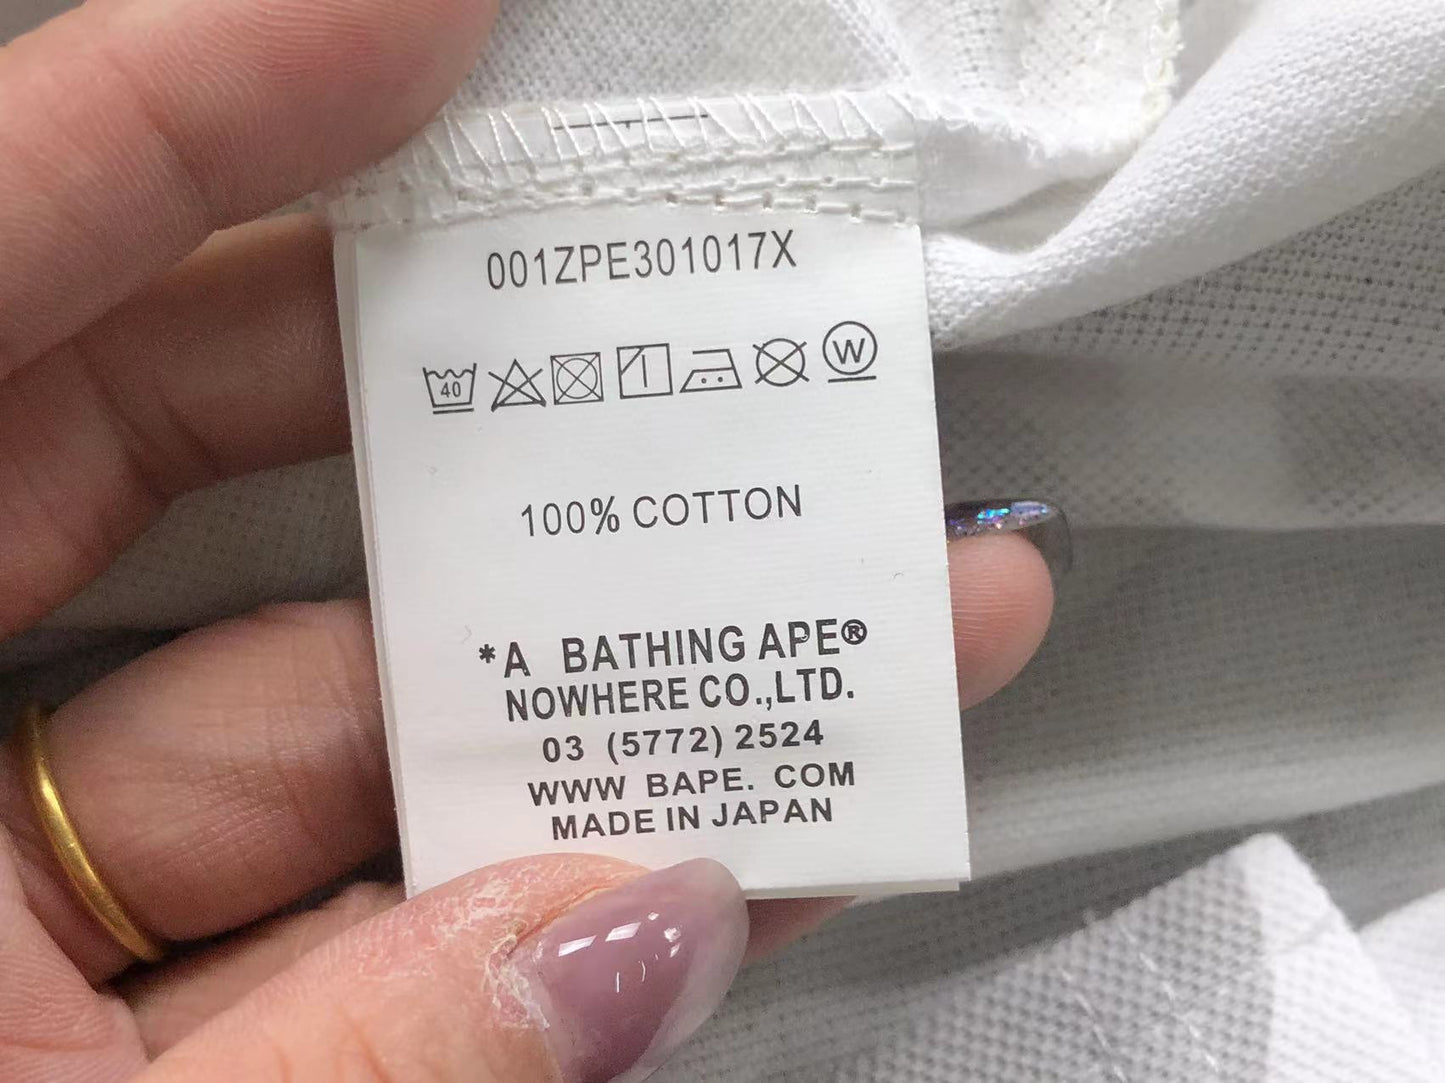 001ZPE301017X
40 W
100% COTTON
*A BATHING APE®
NOWHERE CO.,LTD.
03 (5772) 2524
WWW BAPE. COM
MADE IN JAPAN